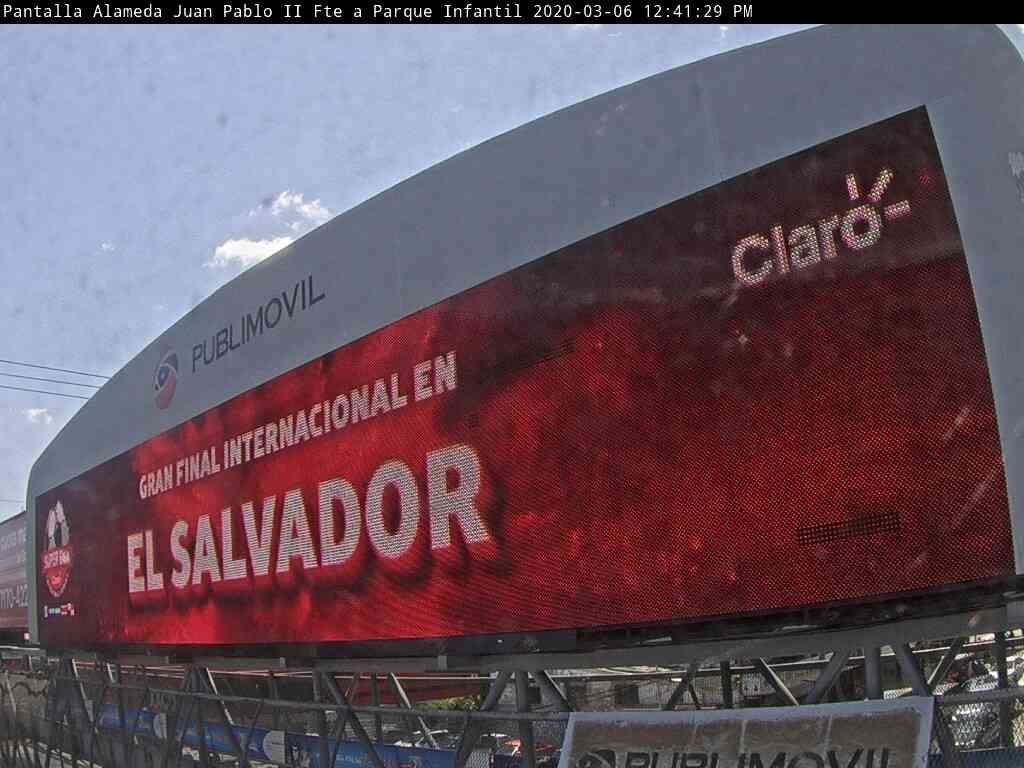 Pantalla Alameda Juan Pablo II Fte a Parque Infantil 2020-03-06 12:41:29 PM
Claro
PUBLIMOVIL
GRAN FINAL INTERNACIONAL EN
EL SALVADOR
PUBLIMOVIL